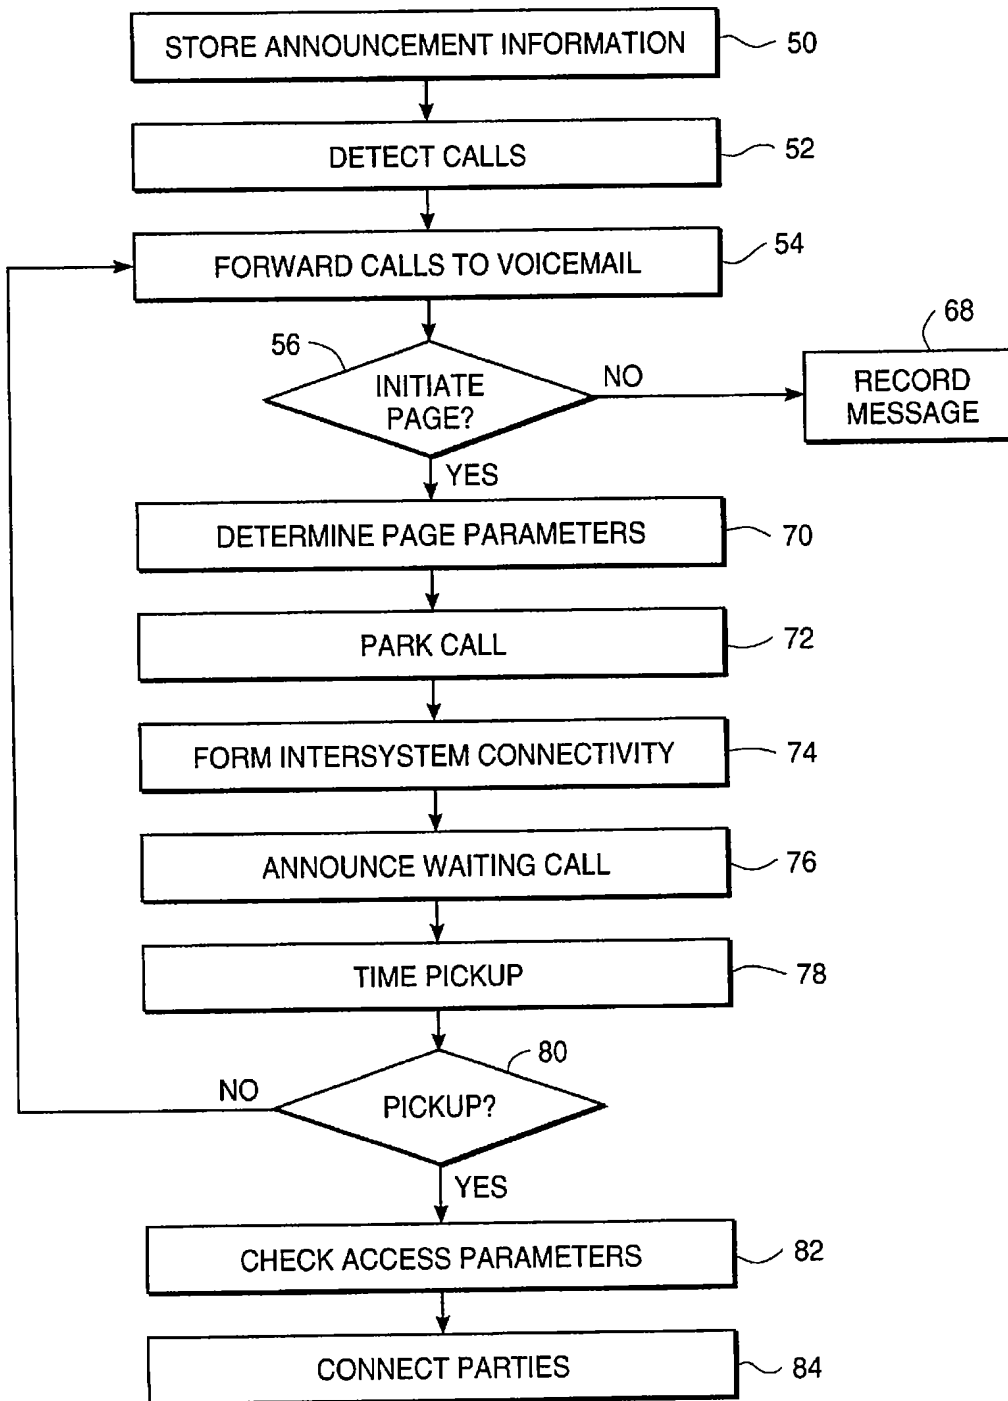 STORE ANNOUNCEMENT INFORMATION
50
DETECT CALLS
52
FORWARD CALLS TO VOICEMAIL
54
56
INITIATE
PAGE?
NO
68
RECORD
MESSAGE
YES
DETERMINE PAGE PARAMETERS
70
PARK CALL
72
FORM INTERSYSTEM CONNECTIVITY
74
ANNOUNCE WAITING CALL
76
TIME PICKUP
78
80
NO
PICKUP?
YES
CHECK ACCESS PARAMETERS
82
CONNECT PARTIES
84